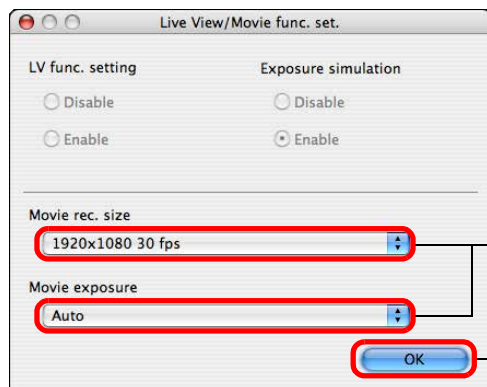 Live View/Movie func. set.
LV func. setting Exposure simulation
Disable Disable
Enable Enable
Movie rec. size
1920x1080 30 fps
Movie exposure
Auto
OK